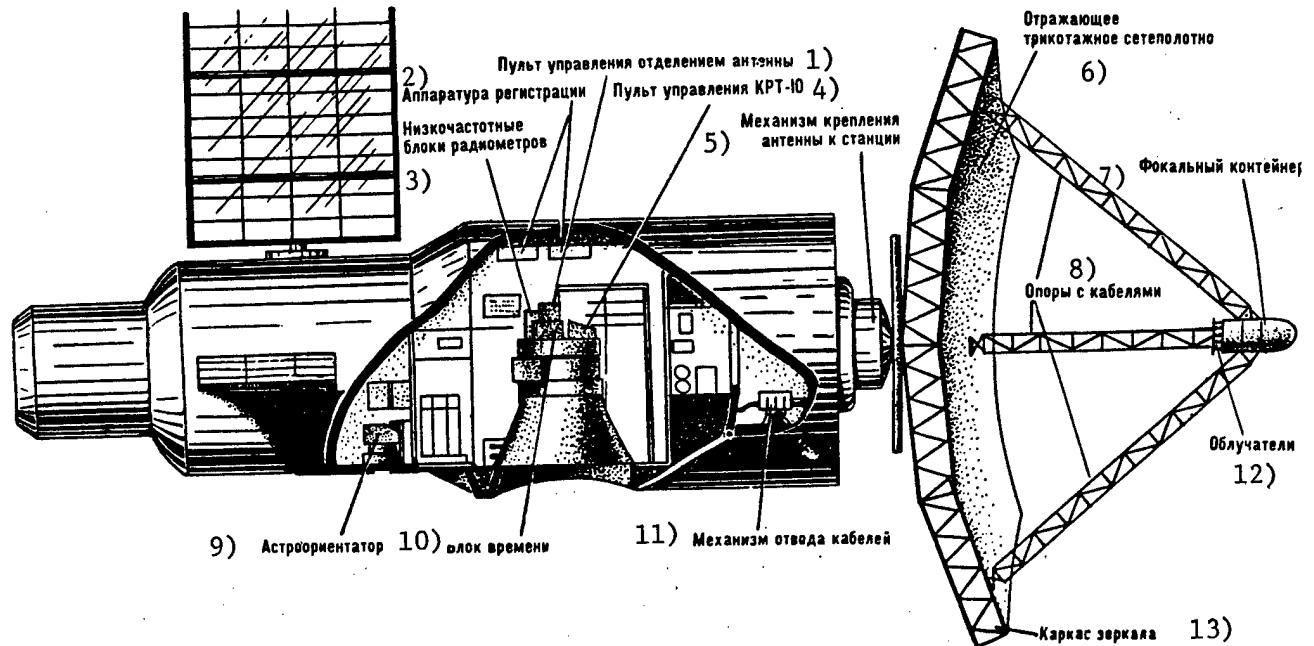 Отражающее
трикотажное сетеполотно
6)
Пульт управления отделением антенны 1)
2)
Аппаратура регистрации
Пульт управления КРТ-10 4)
Низкочастотные
блоки радиометров
3)
5) Механизм крепления
антенны к станции
7) Фокальный контейнер
8)
Опоры с кабелями
Облучатели
12)
9) Астроориентатор
10) Блок времени
11) Механизм отвода кабелей
Каркас зеркала 13)